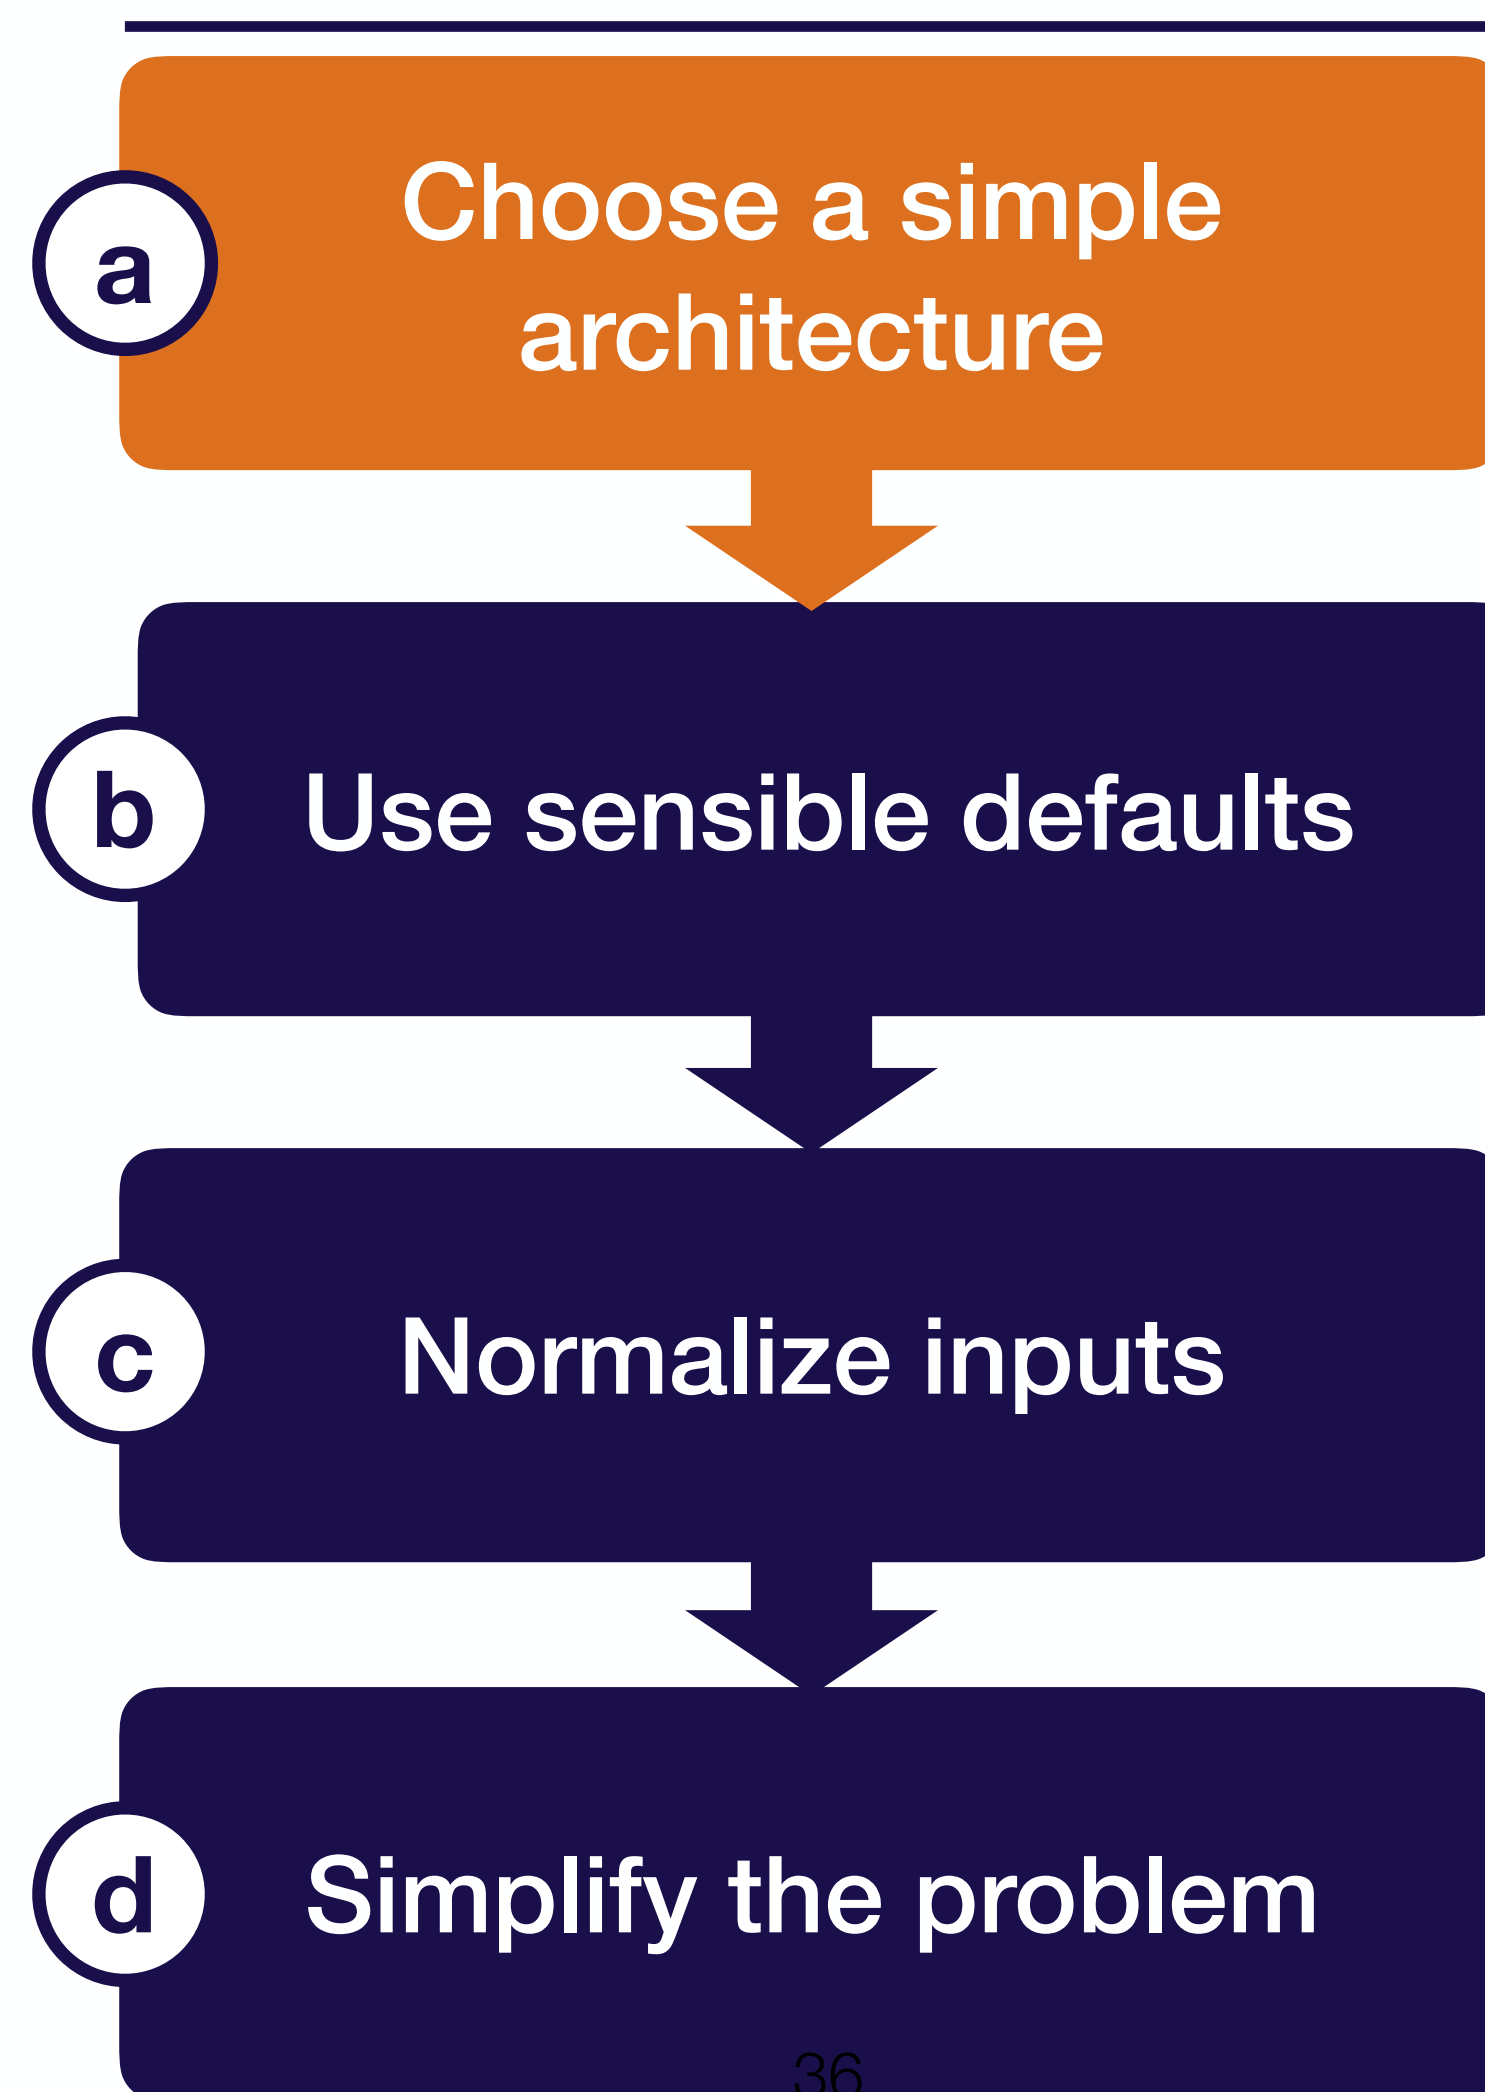 a
Choose a simple
architecture
b
Use sensible defaults
c
Normalize inputs
d
Simplify the problem
36